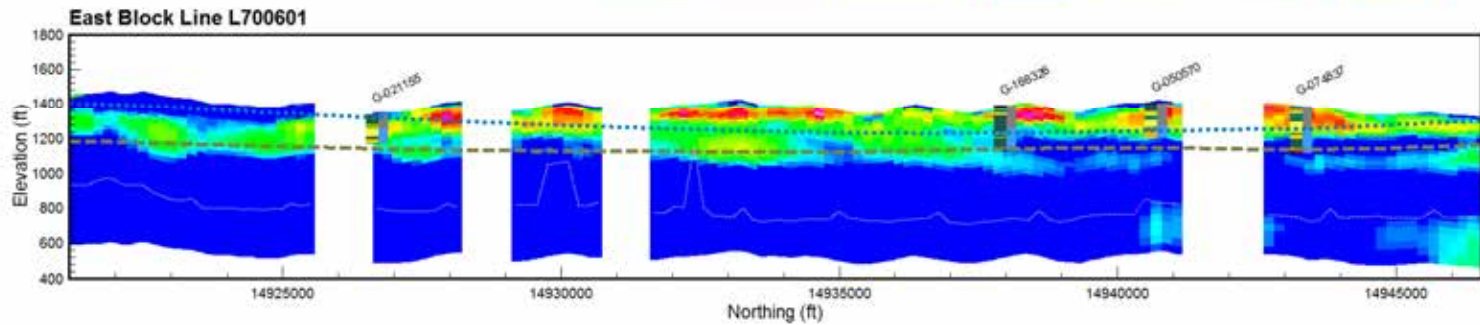 East Block Line L700601
1800
1600
1400
1200
1000
800
600
400
Elevation (ft)
G-021155
G-166326
G-050570
G-074637
14925000
14930000
14935000
14940000
14945000
Northing (ft)